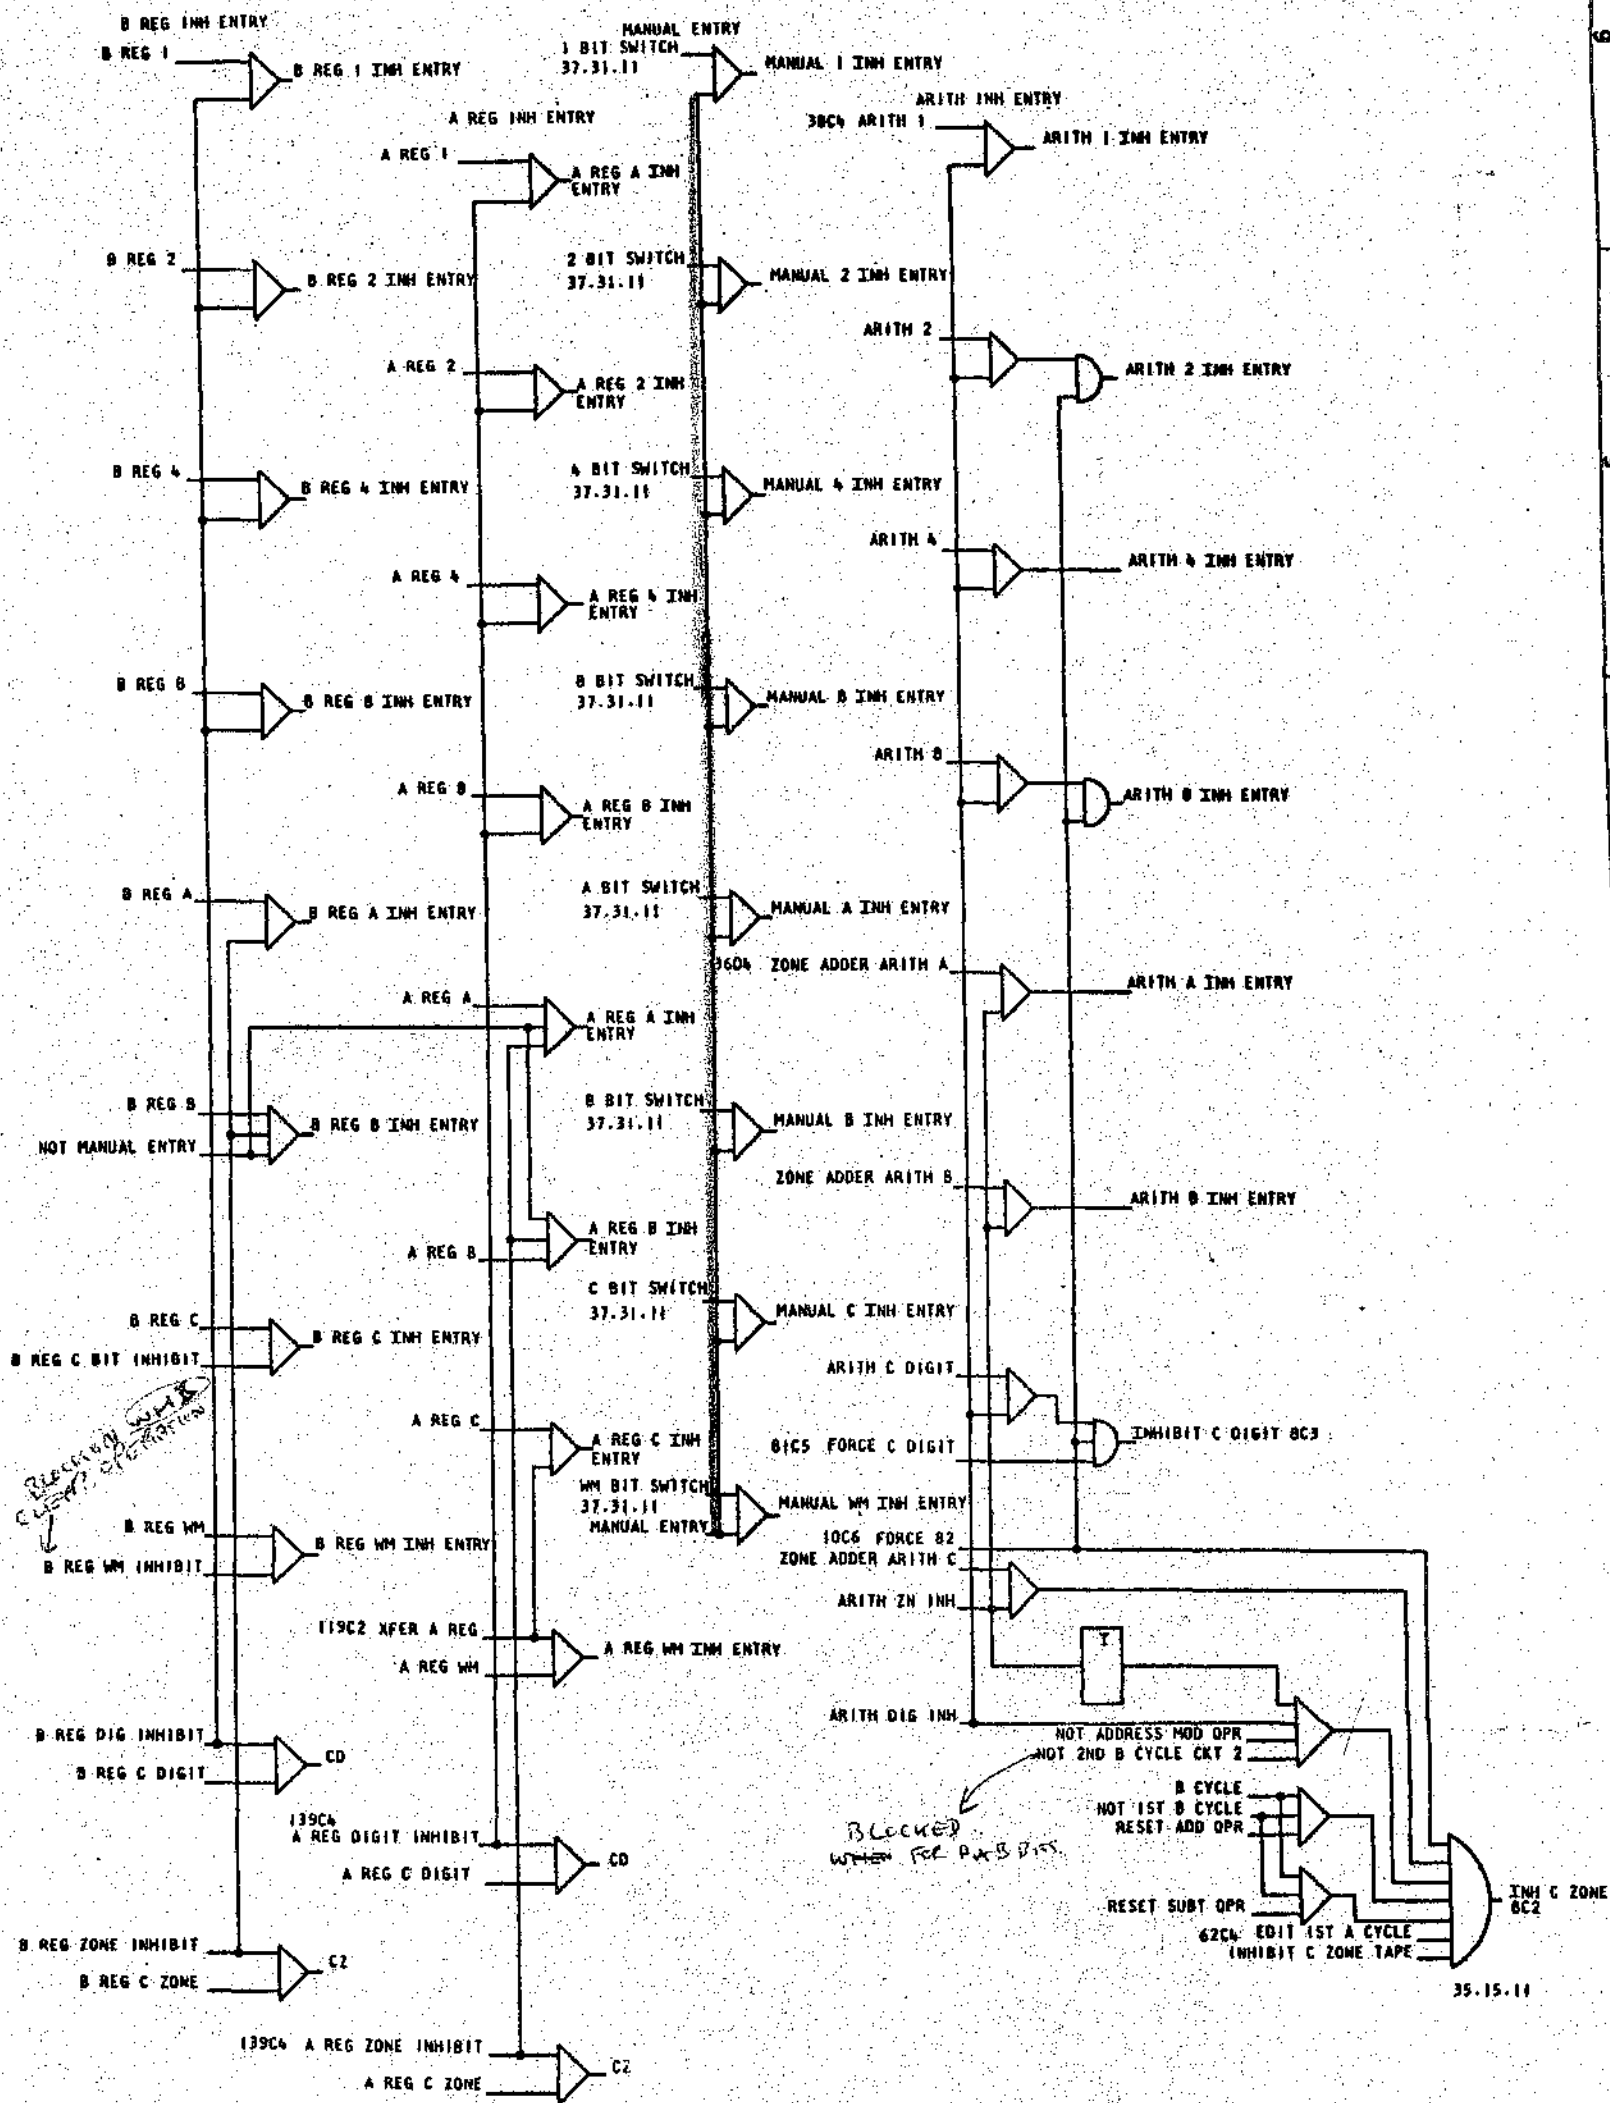 B REG INH ENTRY
B REG 1
B REG 1 INH ENTRY
B REG 2
B REG 2 INH ENTRY
B REG 4
B REG 4 INH ENTRY
B REG 8
B REG 8 INH ENTRY
B REG A
B REG A INH ENTRY
B REG B
NOT MANUAL ENTRY
B REG B INH ENTRY
B REG C
B REG C BIT INHIBIT
B REG C INH ENTRY
B REG WM
B REG WM INHIBIT
B REG WM INH ENTRY
B REG DIG INHIBIT
B REG C DIGIT
CD
B REG ZONE INHIBIT
B REG C ZONE
CZ
A REG INH ENTRY
A REG 1
A REG A INH
ENTRY
A REG 2
A REG 2 INH
ENTRY
A REG 4
A REG 4 INH
ENTRY
A REG 8
A REG 8 INH
ENTRY
A REG A
A REG A INH
ENTRY
A REG B
A REG B INH
ENTRY
A REG C
A REG C INH
ENTRY
119C2 XFER A REG
A REG WM
A REG WM INH ENTRY
139C4
A REG DIGIT INHIBIT
A REG C DIGIT
CD
139C4 A REG ZONE INHIBIT
A REG C ZONE
CZ
MANUAL ENTRY
1 BIT SWITCH
37.31.11
MANUAL 1 INH ENTRY
2 BIT SWITCH
37.31.11
MANUAL 2 INH ENTRY
4 BIT SWITCH
37.31.11
MANUAL 4 INH ENTRY
8 BIT SWITCH
37.31.11
MANUAL 8 INH ENTRY
A BIT SWITCH
37.31.11
MANUAL A INH ENTRY
B BIT SWITCH
37.31.11
MANUAL B INH ENTRY
C BIT SWITCH
37.31.11
MANUAL C INH ENTRY
WM BIT SWITCH
37.31.11
MANUAL ENTRY
MANUAL WM INH ENTRY
ARITH INH ENTRY
38C4 ARITH 1
ARITH 1 INH ENTRY
ARITH 2
ARITH 2 INH ENTRY
ARITH 4
ARITH 4 INH ENTRY
ARITH 8
ARITH 8 INH ENTRY
36D4 ZONE ADDER ARITH A
ARITH A INH ENTRY
ZONE ADDER ARITH B
ARITH B INH ENTRY
ARITH C DIGIT
81C5 FORCE C DIGIT
INHIBIT C DIGIT 8C3
10C6 FORCE 82
ZONE ADDER ARITH C
ARITH ZN INH
I
ARITH DIG INH
NOT ADDRESS MOD OPR
NOT 2ND B CYCLE CKT 2
BLOCKED
WHEN FOR A&B BITS
B CYCLE
NOT 1ST B CYCLE
RESET ADD OPR
RESET SUBT OPR
62C4 EDIT 1ST A CYCLE
INHIBIT C ZONE TAPE
INH C ZONE
8C2
35.15.11